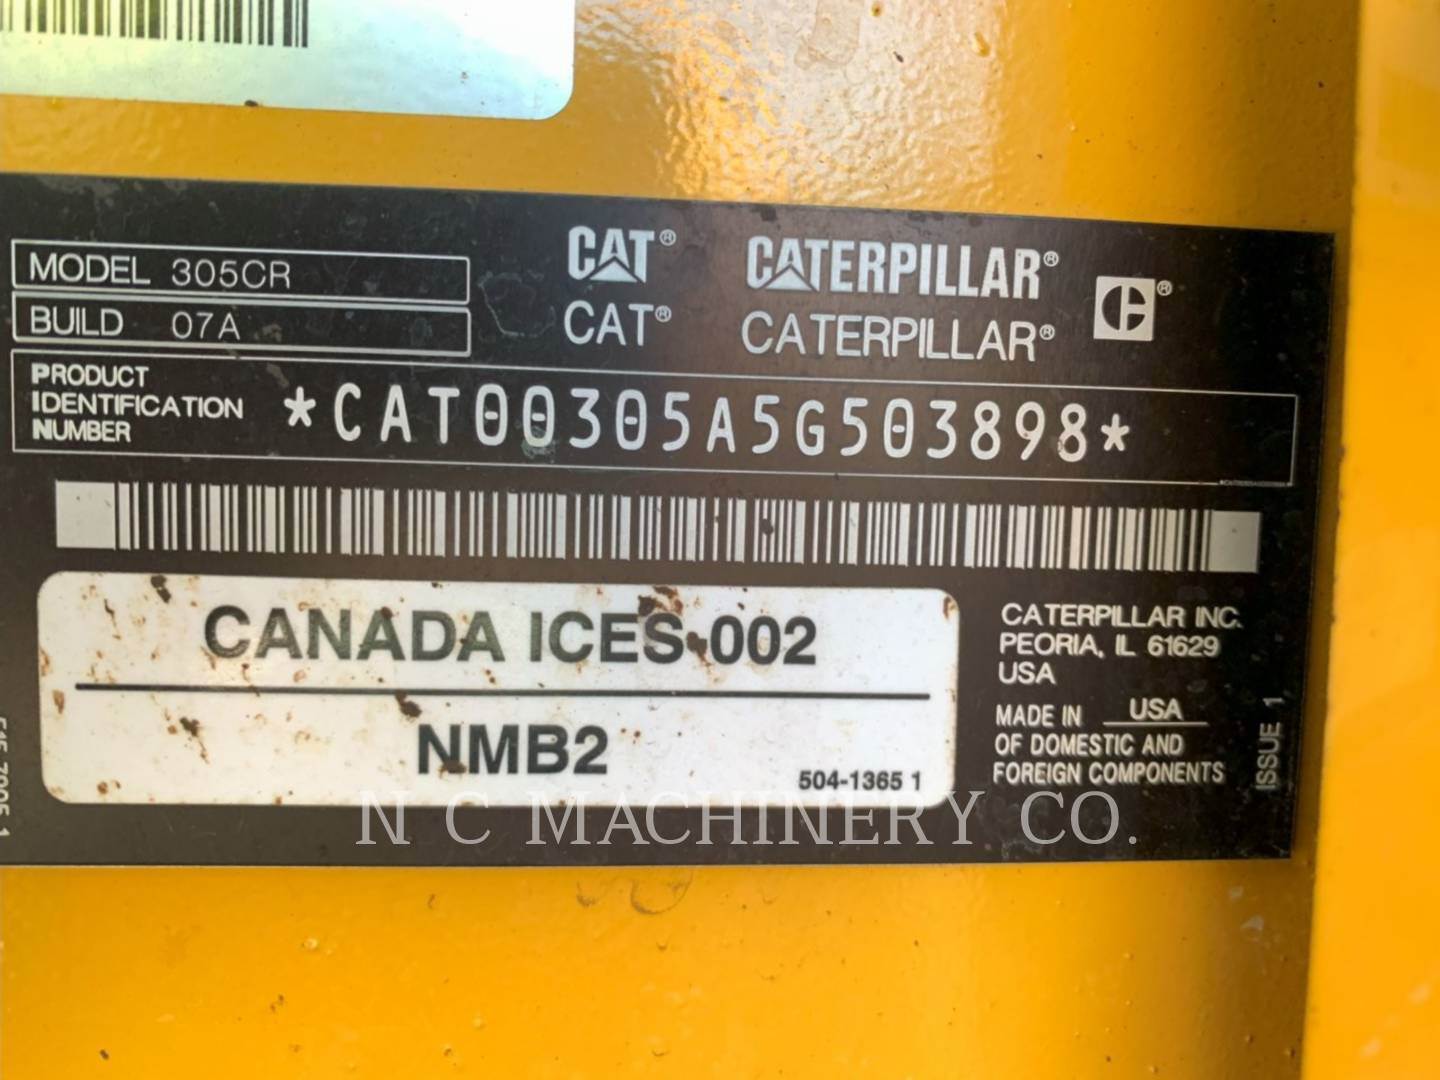 CAT® CATERPILLAR®
MODEL 305CR
CAT® CATERPILLAR®
BUILD 07A
PRODUCT IDENTIFICATION NUMBER *CAT00305A5G503898*
CANADA ICES-002
NMB2
504-1365 1
CATERPILLAR INC.
PEORIA, IL 61629
USA
MADE IN USA
OF DOMESTIC AND
FOREIGN COMPONENTS
ISSUE 1
N C MACHINERY CO.